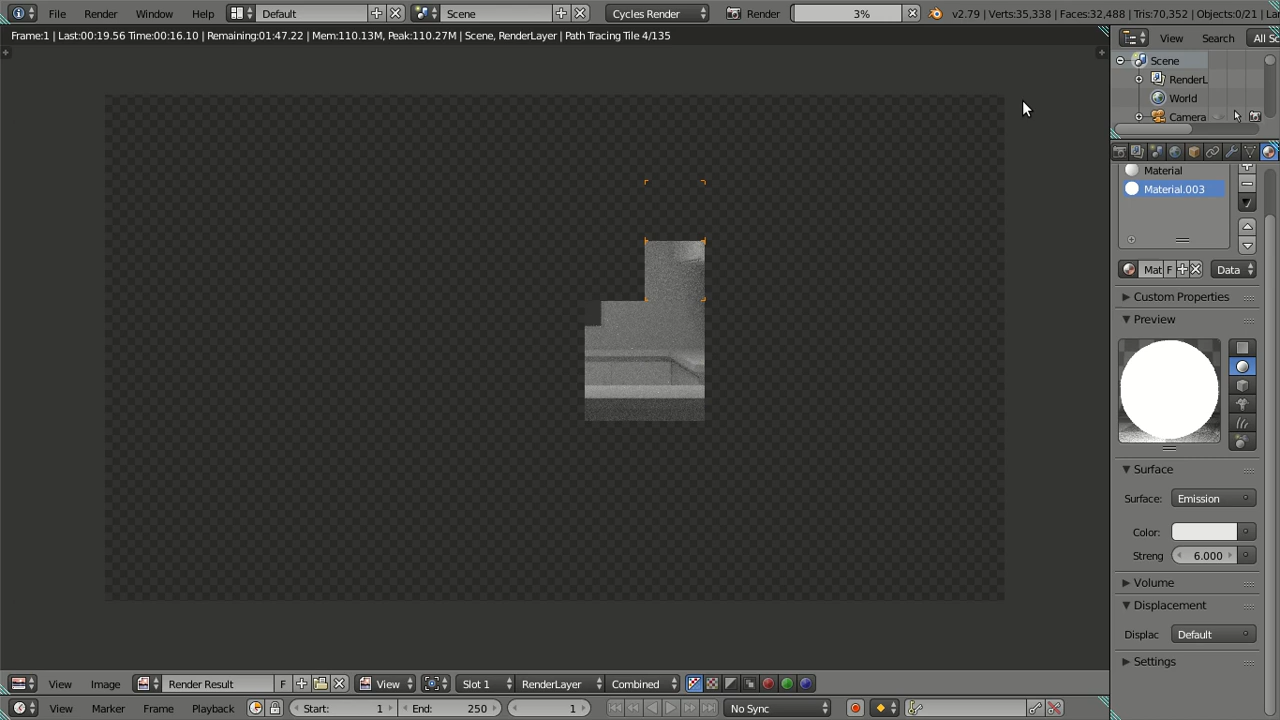 File Render Window Help Default Scene Cycles Render Render 3% v2.79 | Verts:35,338 | Faces:32,488 | Tris:70,352 | Objects:0/21 | La
Frame:1 | Last:00:19.56 Time:00:16.10 | Remaining:01:47.22 | Mem:110.13M, Peak:110.27M | Scene, RenderLayer | Path Tracing Tile 4/135
View Search All Sc
Scene
RenderL
World
Camera
Material
Material.003
Mat F Data
Custom Properties
Preview
Surface
Surface: Emission
Color:
Streng 6.000
Volume
Displacement
Displac Default
Settings
View Image Render Result F View Slot 1 RenderLayer Combined
View Marker Frame Playback Start: 1 End: 250 1 No Sync